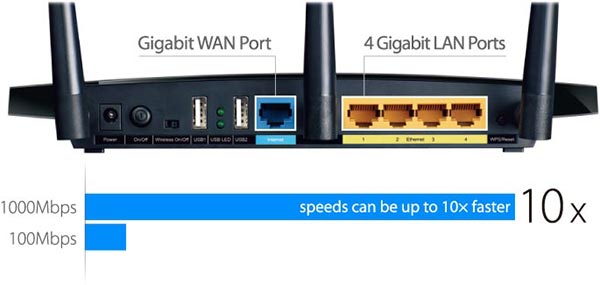 Gigabit WAN Port
4 Gigabit LAN Ports
Power On/Off Wireless On/Off USB1 USB LED USB2 Internet 1 2 Ethernet 3 4 WPS/Reset
1000Mbps speeds can be up to 10× faster 10x
100Mbps